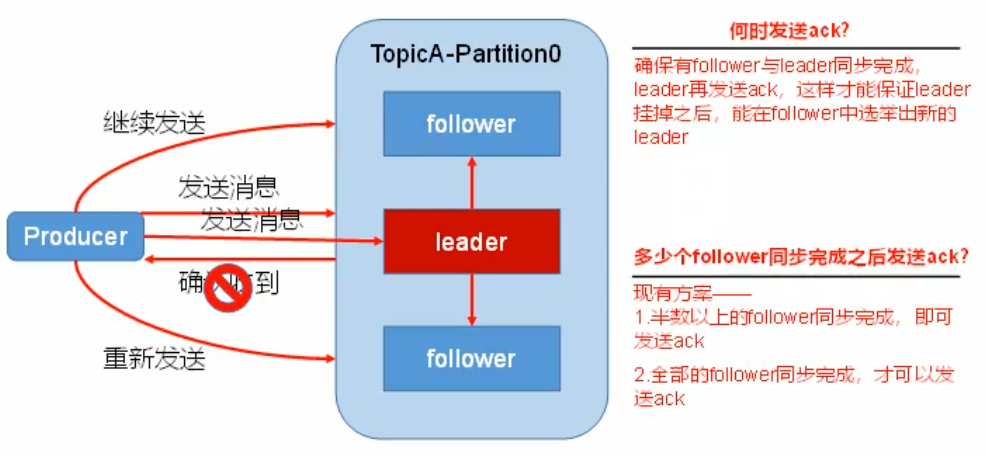 TopicA-Partition0
follower
继续发送
发送消息
发送消息
Producer
leader
确认收到
重新发送
follower
何时发送ack?
确保有follower与leader同步完成，
leader再发送ack，这样才能保证leader
挂掉之后，能在follower中选举出新的
leader
多少个follower同步完成之后发送ack?
现有方案——
1.半数以上的follower同步完成，即可
发送ack
2.全部的follower同步完成，才可以发
送ack